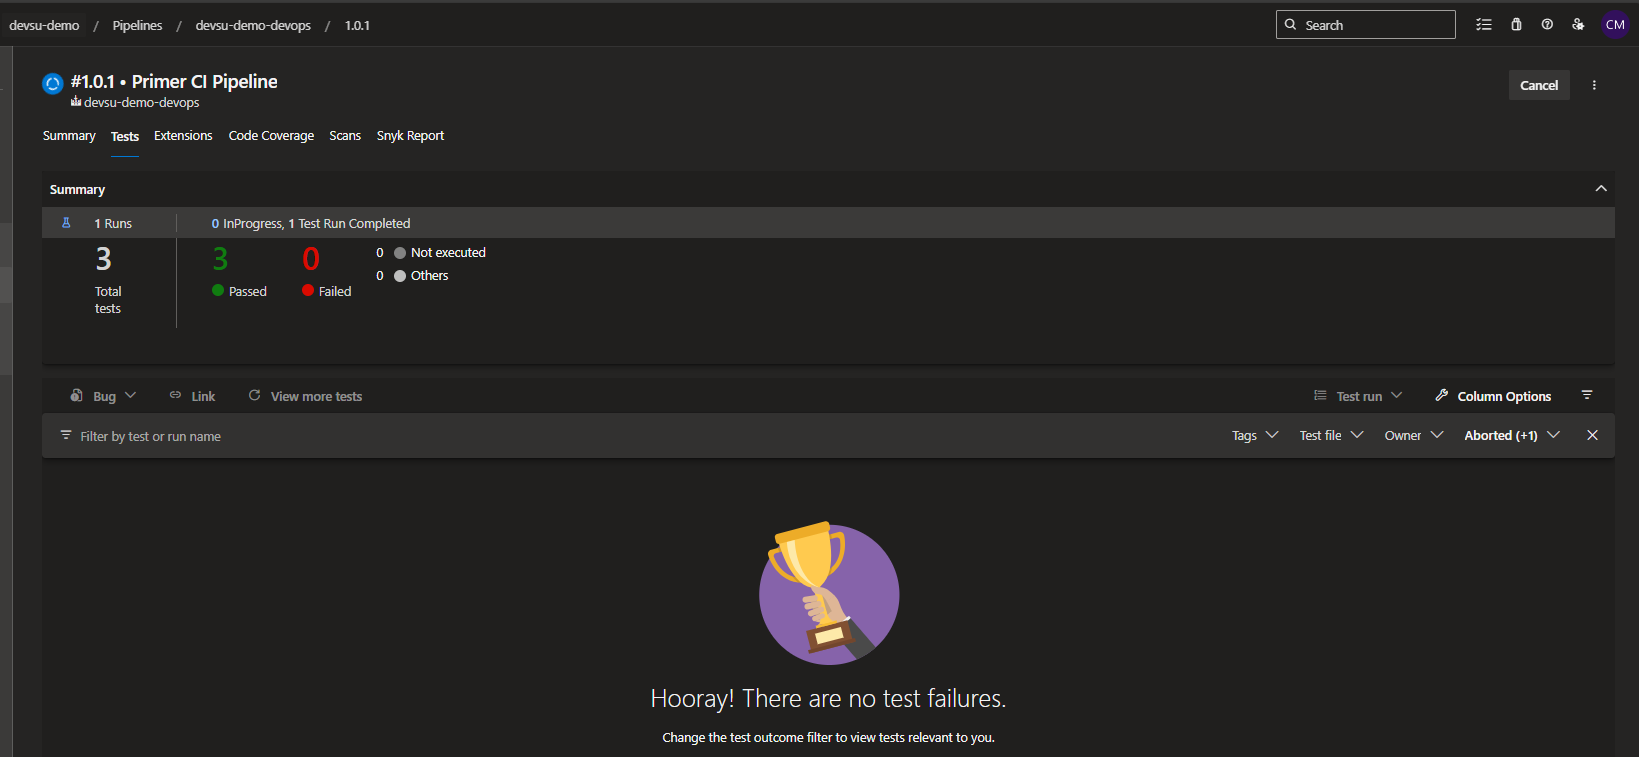 devsu-demo / Pipelines / devsu-demo-devops / 1.0.1
Search
CM
#1.0.1 • Primer CI Pipeline
devsu-demo-devops
Cancel
Summary Tests Extensions Code Coverage Scans Snyk Report
Summary
1 Runs 0 InProgress, 1 Test Run Completed
3 3 0 0 Not executed
0 Others
Total tests Passed Failed
Bug Link View more tests Test run Column Options
Filter by test or run name Tags Test file Owner Aborted (+1)
Hooray! There are no test failures.
Change the test outcome filter to view tests relevant to you.